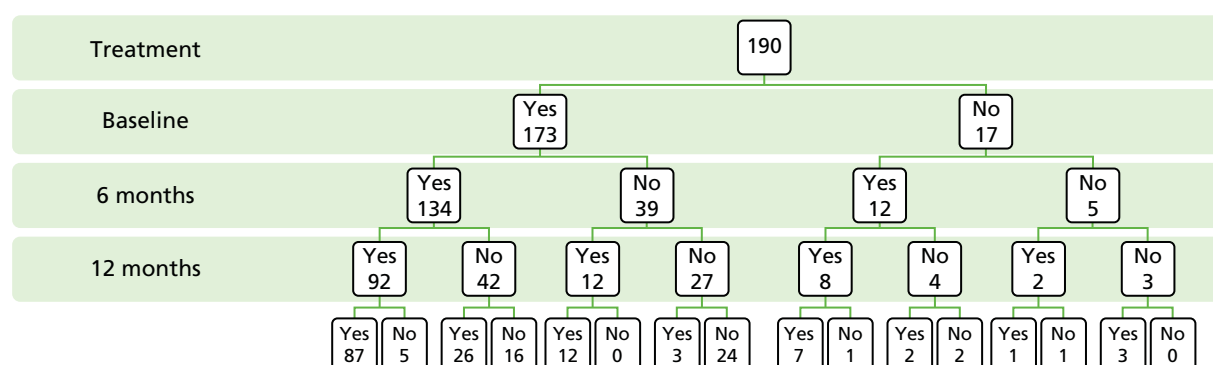 Treatment
190
Baseline
Yes
173
No
17
6 months
Yes
134
No
39
Yes
12
No
5
12 months
Yes
92
No
42
Yes
12
No
27
Yes
8
No
4
Yes
2
No
3
Yes
87
No
5
Yes
26
No
16
Yes
12
No
0
Yes
3
No
24
Yes
7
No
1
Yes
2
No
2
Yes
1
No
1
Yes
3
No
0